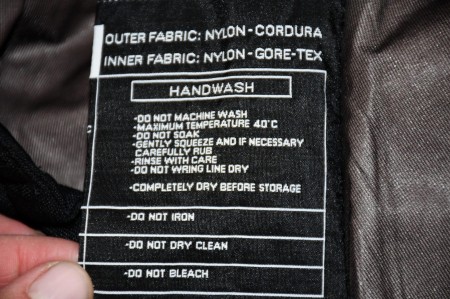 OUTER FABRIC: NYLON-CORDURA
INNER FABRIC: NYLON-GORE-TEX
HANDWASH
-DO NOT MACHINE WASH
-MAXIMUM TEMPERATURE 40°C
-DO NOT SOAK
-GENTLY SQUEEZE AND IF NECESSARY
CAREFULLY RUB
-RINSE WITH CARE
-DO NOT WRING LINE DRY
-COMPLETELY DRY BEFORE STORAGE
-DO NOT IRON
-DO NOT DRY CLEAN
-DO NOT BLEACH